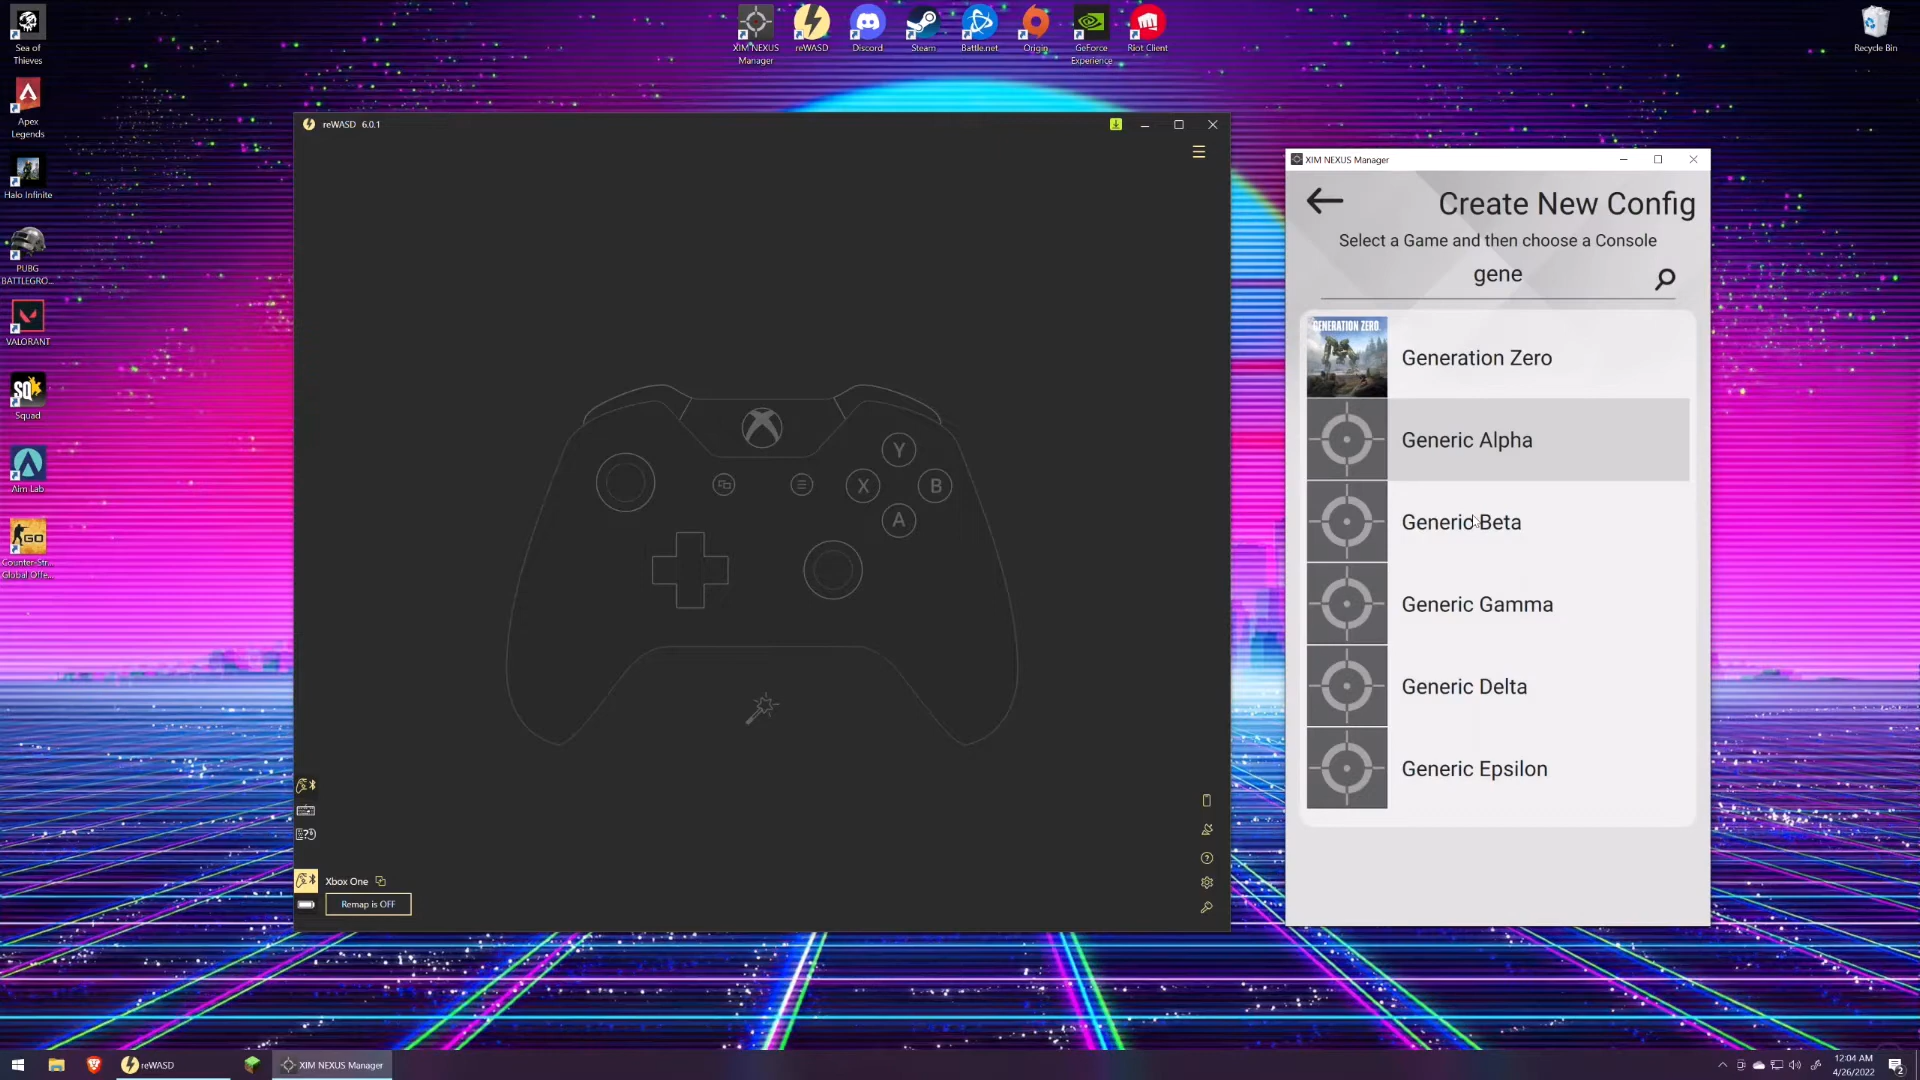 Sea of
Thieves
Apex
Legends
Halo Infinite
PUBG
BATTLEGRO...
VALORANT
Squad
Aim Lab
Counter-Str...
Global Offe...
XIM NEXUS
Manager
reWASD
Discord
Steam
Battle.net
Origin
GeForce
Experience
Riot Client
Recycle Bin
reWASD 6.0.1
Y
X
B
A
Xbox One
Remap is OFF
XIM NEXUS Manager
Create New Config
Select a Game and then choose a Console
gene
GENERATION ZERO
Generation Zero
Generic Alpha
Generic Beta
Generic Gamma
Generic Delta
Generic Epsilon
reWASD
XIM NEXUS Manager
12:04 AM
4/26/2022
2